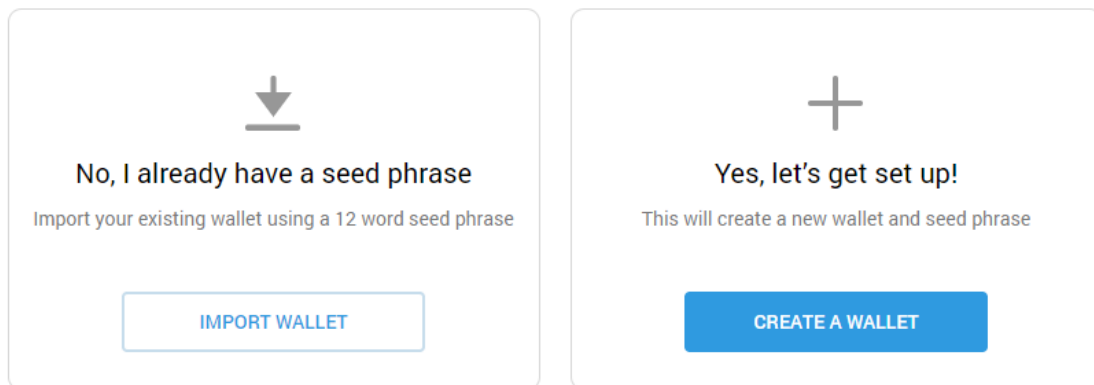 No, I already have a seed phrase
Import your existing wallet using a 12 word seed phrase
IMPORT WALLET
Yes, let’s get set up!
This will create a new wallet and seed phrase
CREATE A WALLET